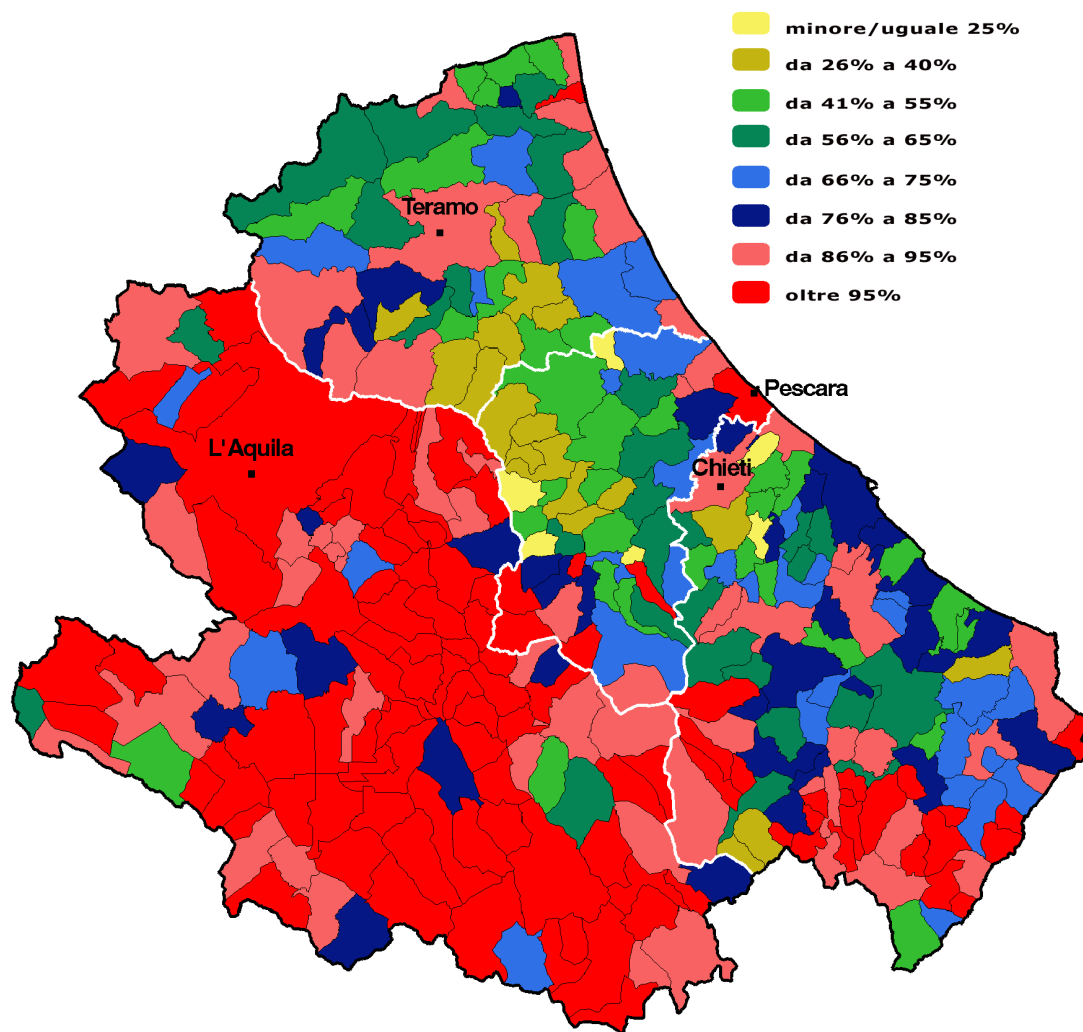 minore/uguale 25%
da 26% a 40%
da 41% a 55%
da 56% a 65%
da 66% a 75%
da 76% a 85%
da 86% a 95%
oltre 95%
Teramo
Pescara
L'Aquila
Chieti